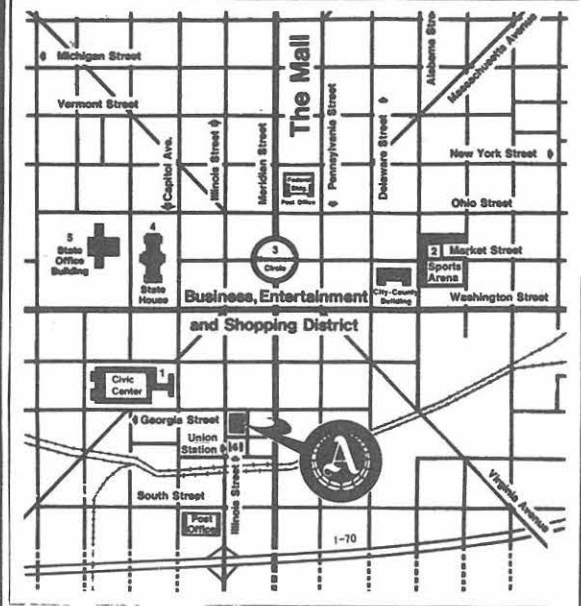 Michigan Street
Vermont Street
Capitol Ave.
Illinois Street
Meridian Street
The Mall
Pennsylvania Street
Delaware Street
Alabama Stre
Massachusetts Avenue
New York Street
Federal
Bldg.
Post Office
Ohio Street
5
State
Office
Building
4
State
House
3
Monument
Circle
2
Market Street
Sports
Arena
City-County
Building
Washington Street
Business, Entertainment
and Shopping District
1
Civic
Center
Georgia Street
Union
Station
6
A
South Street
Illinois Street
Post
Office
I-70
Virginia Avenue